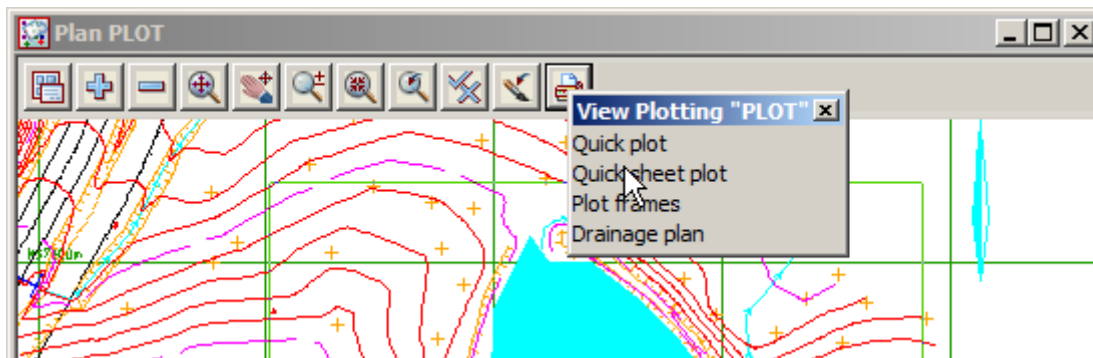 Plan PLOT
View Plotting "PLOT"
Quick plot
Quick sheet plot
Plot frames
Drainage plan